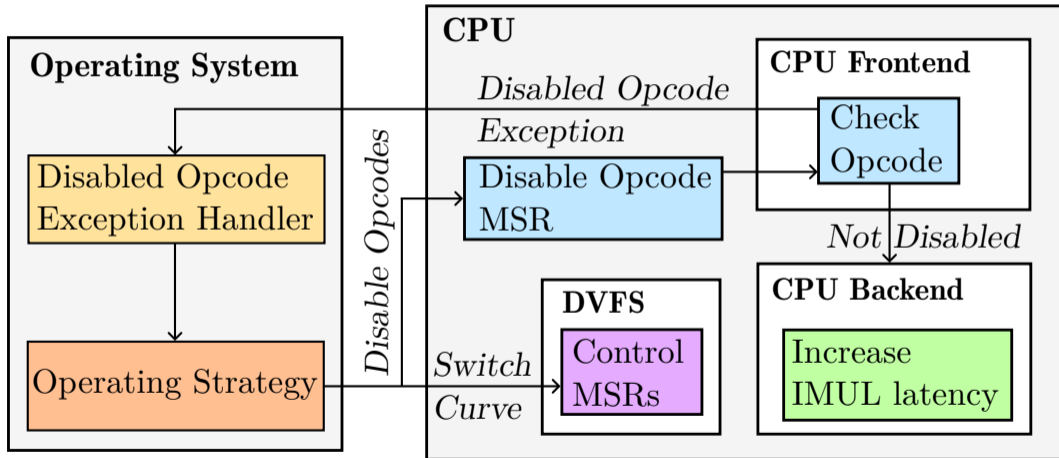 Operating System
Disabled Opcode
Exception Handler
Operating Strategy
Disable Opcodes
CPU
Disabled Opcode
Exception
Disable Opcode
MSR
CPU Frontend
Check
Opcode
Not Disabled
Switch
Curve
DVFS
Control
MSRs
CPU Backend
Increase
IMUL latency